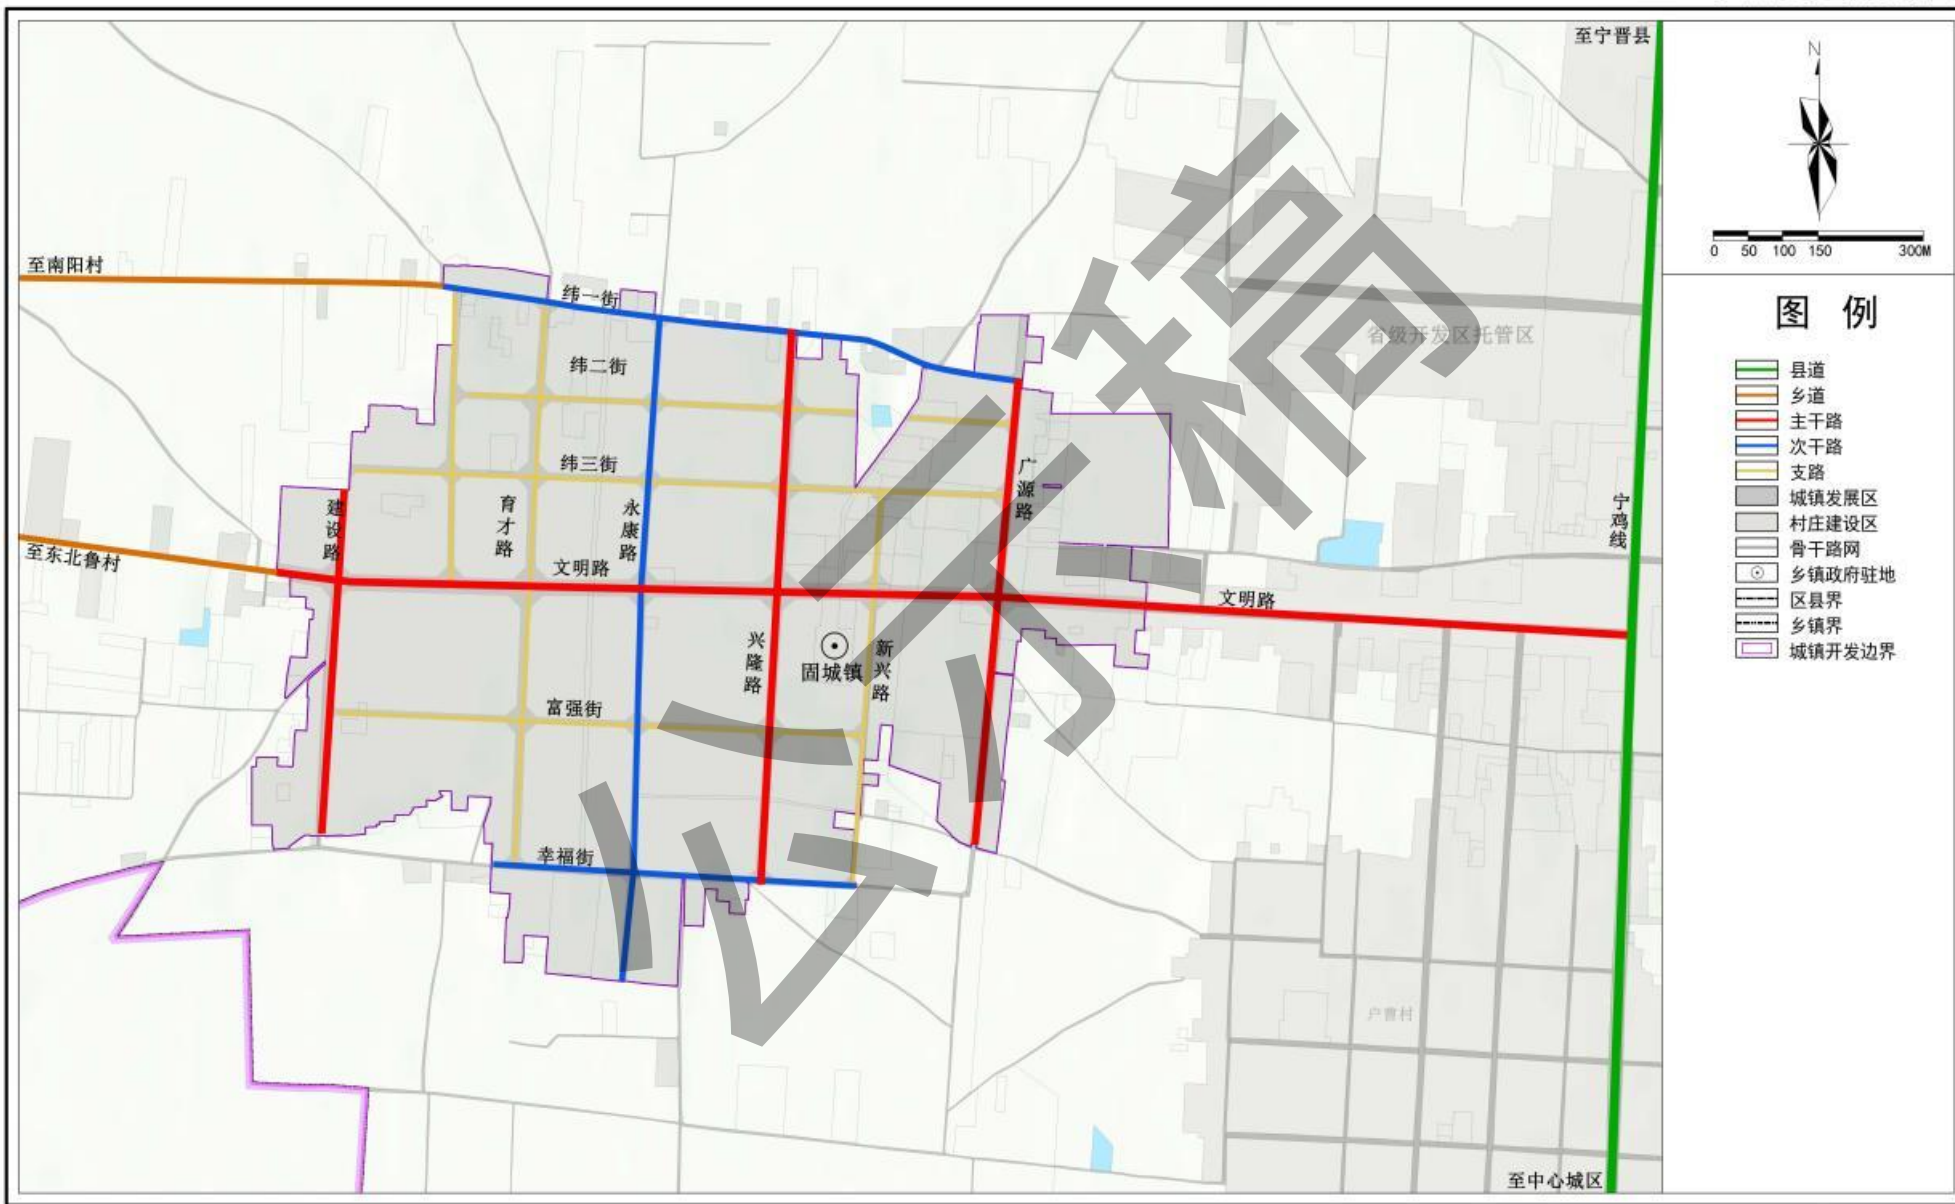 至宁晋县
N
0 50 100 150 300M
至南阳村
纬一街
图 例
省级开发区托管区
纬二街
县道
乡道
主干路
次干路
纬三街
支路
广源路
城镇发展区
建设路
育才路
永康路
宁鸡线
村庄建设区
至东北鲁村
骨干路网
文明路
乡镇政府驻地
文明路
区县界
乡镇界
兴隆路
新兴路
城镇开发边界
固城镇
富强街
幸福街
户曹村
至中心城区
公示稿